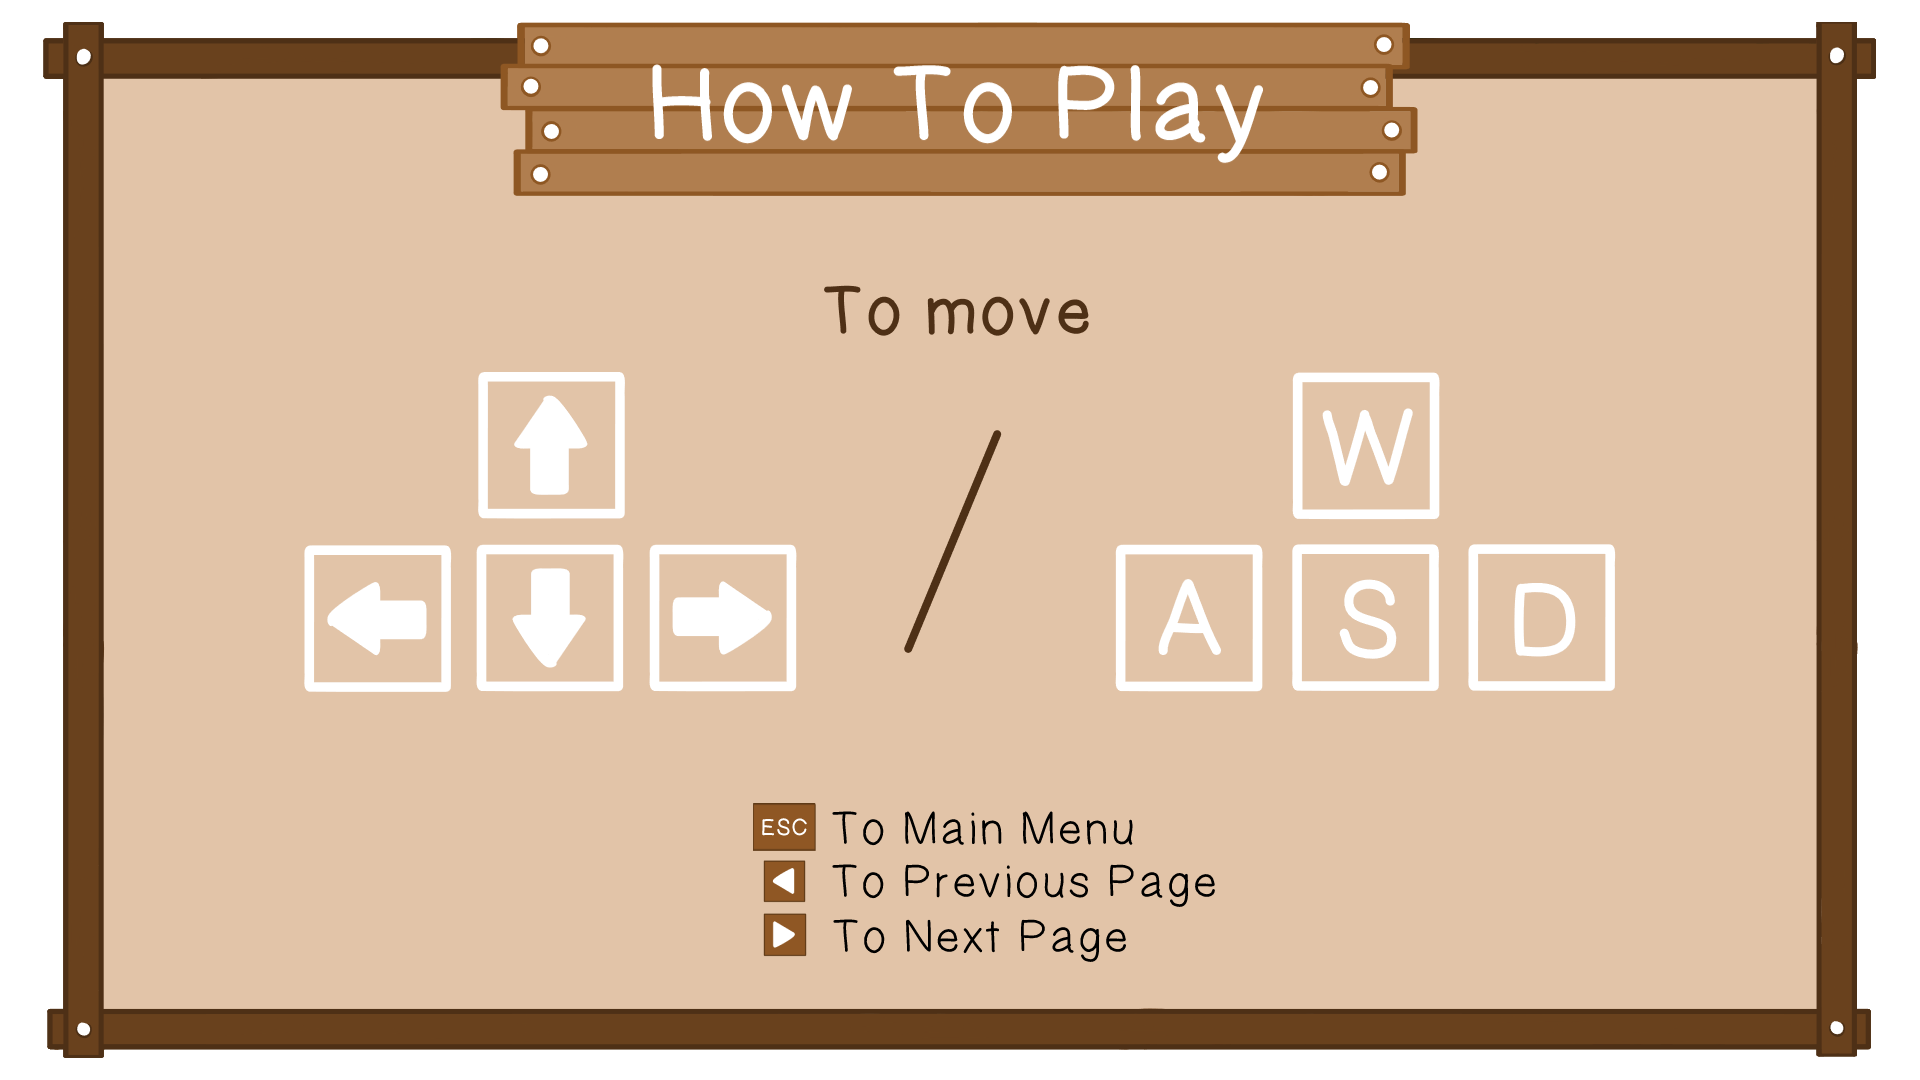 How To Play
To move
W
A S D
ESC To Main Menu
To Previous Page
To Next Page